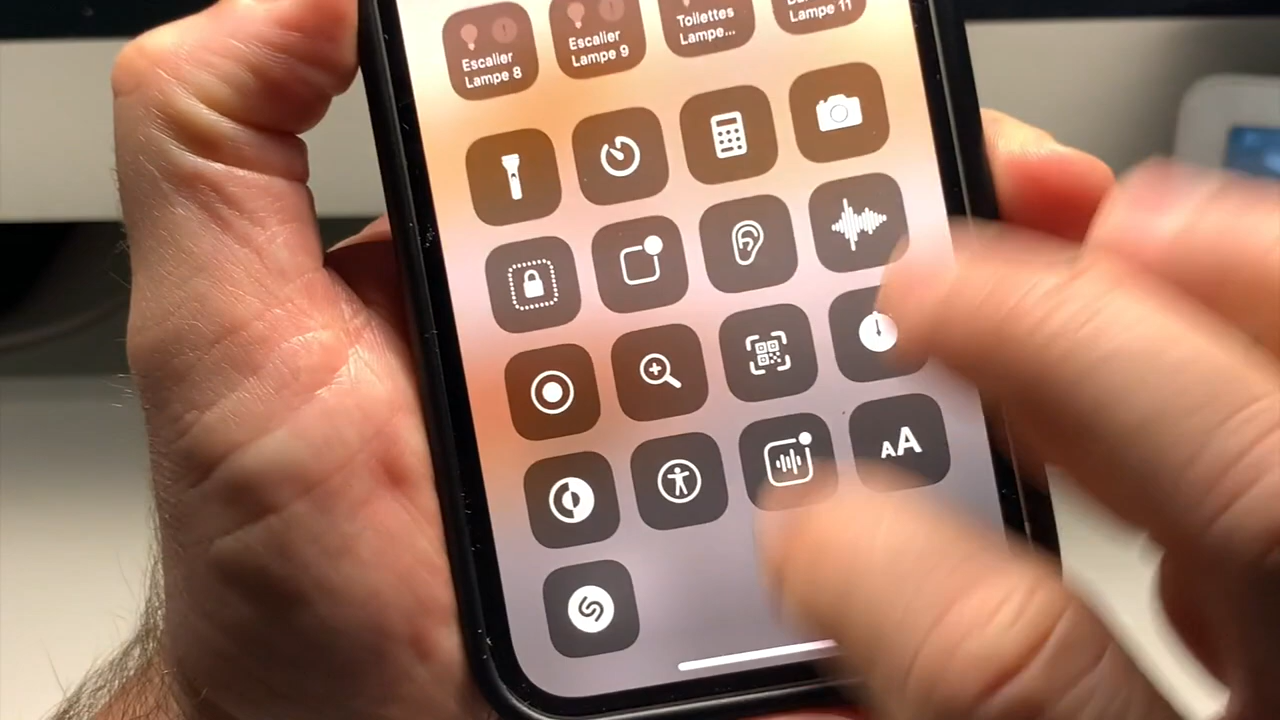 Escalier
Lampe 8
Escalier
Lampe 9
Toilettes
Lampe...
Lampe 11
AA